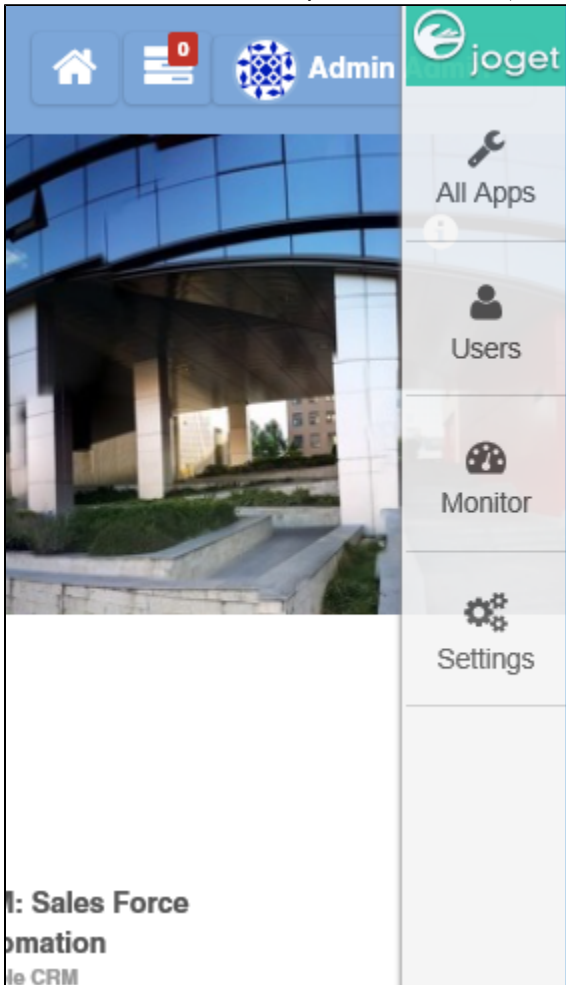 0
Admin
joget
All Apps
Users
Monitor
Settings
M: Sales Force
omation
le CRM